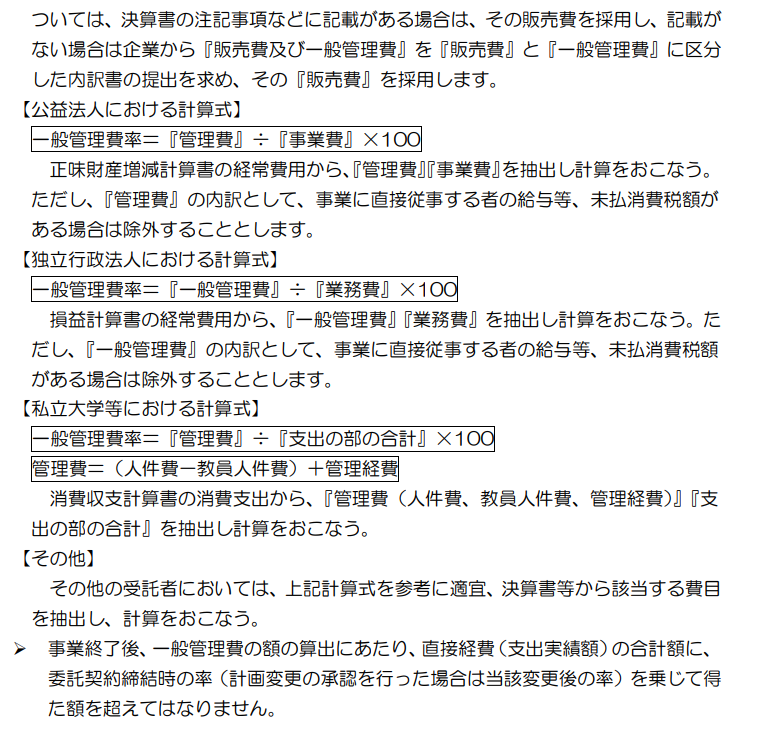 ついては、決算書の注記事項などに記載がある場合は、その販売費を採用し、記載が
ない場合は企業から『販売費及び一般管理費』を『販売費』と『一般管理費』に区分
した内訳書の提出を求め、その『販売費』を採用します。
【公益法人における計算式】
一般管理費率＝『管理費』÷『事業費』×100
正味財産増減計算書の経常費用から、『管理費』『事業費』を抽出し計算をおこなう。
ただし、『管理費』の内訳として、事業に直接従事する者の給与等、未払消費税額が
ある場合は除外することとします。
【独立行政法人における計算式】
一般管理費率＝『一般管理費』÷『業務費』×100
損益計算書の経常費用から、『一般管理費』『業務費』を抽出し計算をおこなう。た
だし、『一般管理費』の内訳として、事業に直接従事する者の給与等、未払消費税額
がある場合は除外することとします。
【私立大学等における計算式】
一般管理費率＝『管理費』÷『支出の部の合計』×100
管理費＝（人件費－教員人件費）＋管理経費
消費収支計算書の消費支出から、『管理費（人件費、教員人件費、管理経費）』『支
出の部の合計』を抽出し計算をおこなう。
【その他】
その他の受託者においては、上記計算式を参考に適宜、決算書等から該当する費目
を抽出し、計算をおこなう。
➢ 事業終了後、一般管理費の額の算出にあたり、直接経費（支出実績額）の合計額に、
委託契約締結時の率（計画変更の承認を行った場合は当該変更後の率）を乗じて得
た額を超えてはなりません。